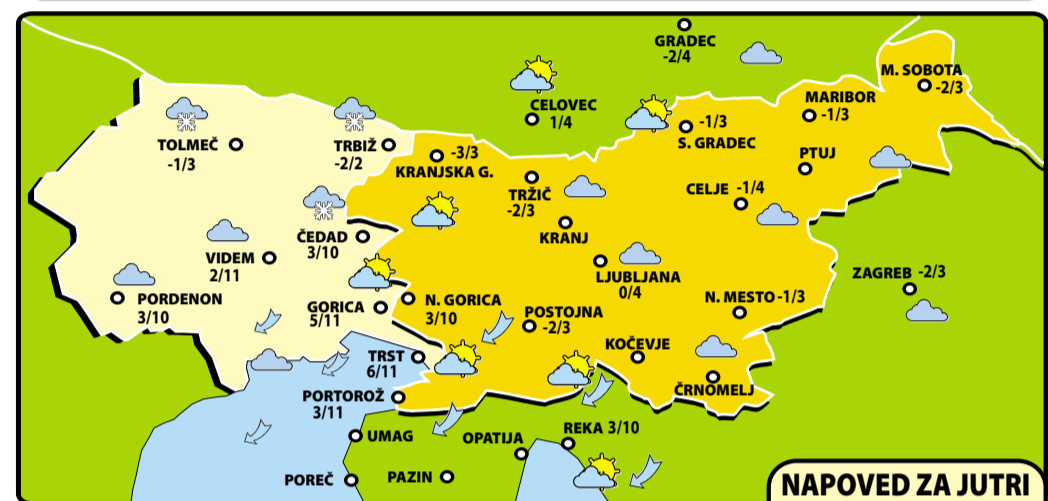 GRADEC
-2/4
M. SOBOTA
-2/3
CELOVEC
1/4
MARIBOR
-1/3
-1/3
S. GRADEC
TOLMEČ
-1/3
TRBIŽ
-2/2
-3/3
KRANJSKA G.
PTUJ
TRŽIČ
-2/3
CELJE -1/4
KRANJ
ČEDAD
3/10
VIDEM
2/11
LJUBLJANA
0/4
ZAGREB -2/3
PORDENON
3/10
GORICA
5/11
N. GORICA
3/10
POSTOJNA
-2/3
N. MESTO -1/3
KOČEVJE
TRST
6/11
ČRNOMELJ
PORTOROŽ
3/11
UMAG
OPATIJA
REKA 3/10
POREČ
PAZIN
NAPOVED ZA JUTRI